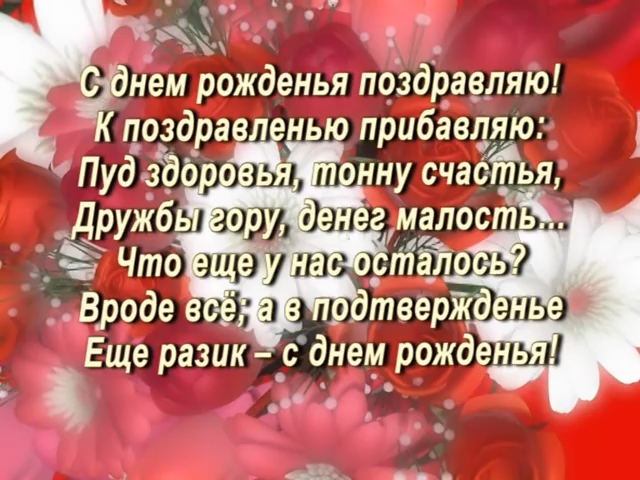 С днем рожденья поздравляю!
К поздравленью прибавляю:
Пуд здоровья, тонну счастья,
Дружбы гору, денег малость...
Что еще у нас осталось?
Вроде всё; а в подтвержденье
Еще разик – с днем рожденья!